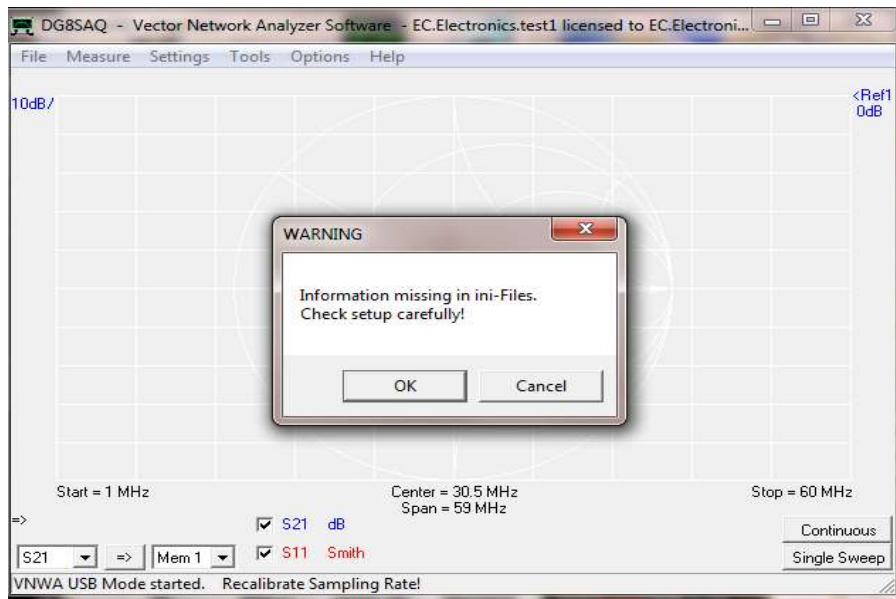 DG8SAQ - Vector Network Analyzer Software - EC.Electronics.test1 licensed to EC.Electroni...
File Measure Settings Tools Options Help
10dB/
<Ref1
0dB
WARNING
Information missing in ini-Files.
Check setup carefully!
OK Cancel
Start = 1 MHz Center = 30.5 MHz Stop = 60 MHz
Span = 59 MHz
=>
S21 dB
Continuous
S21 => Mem 1 S11 Smith Single Sweep
VNWA USB Mode started. Recalibrate Sampling Rate!